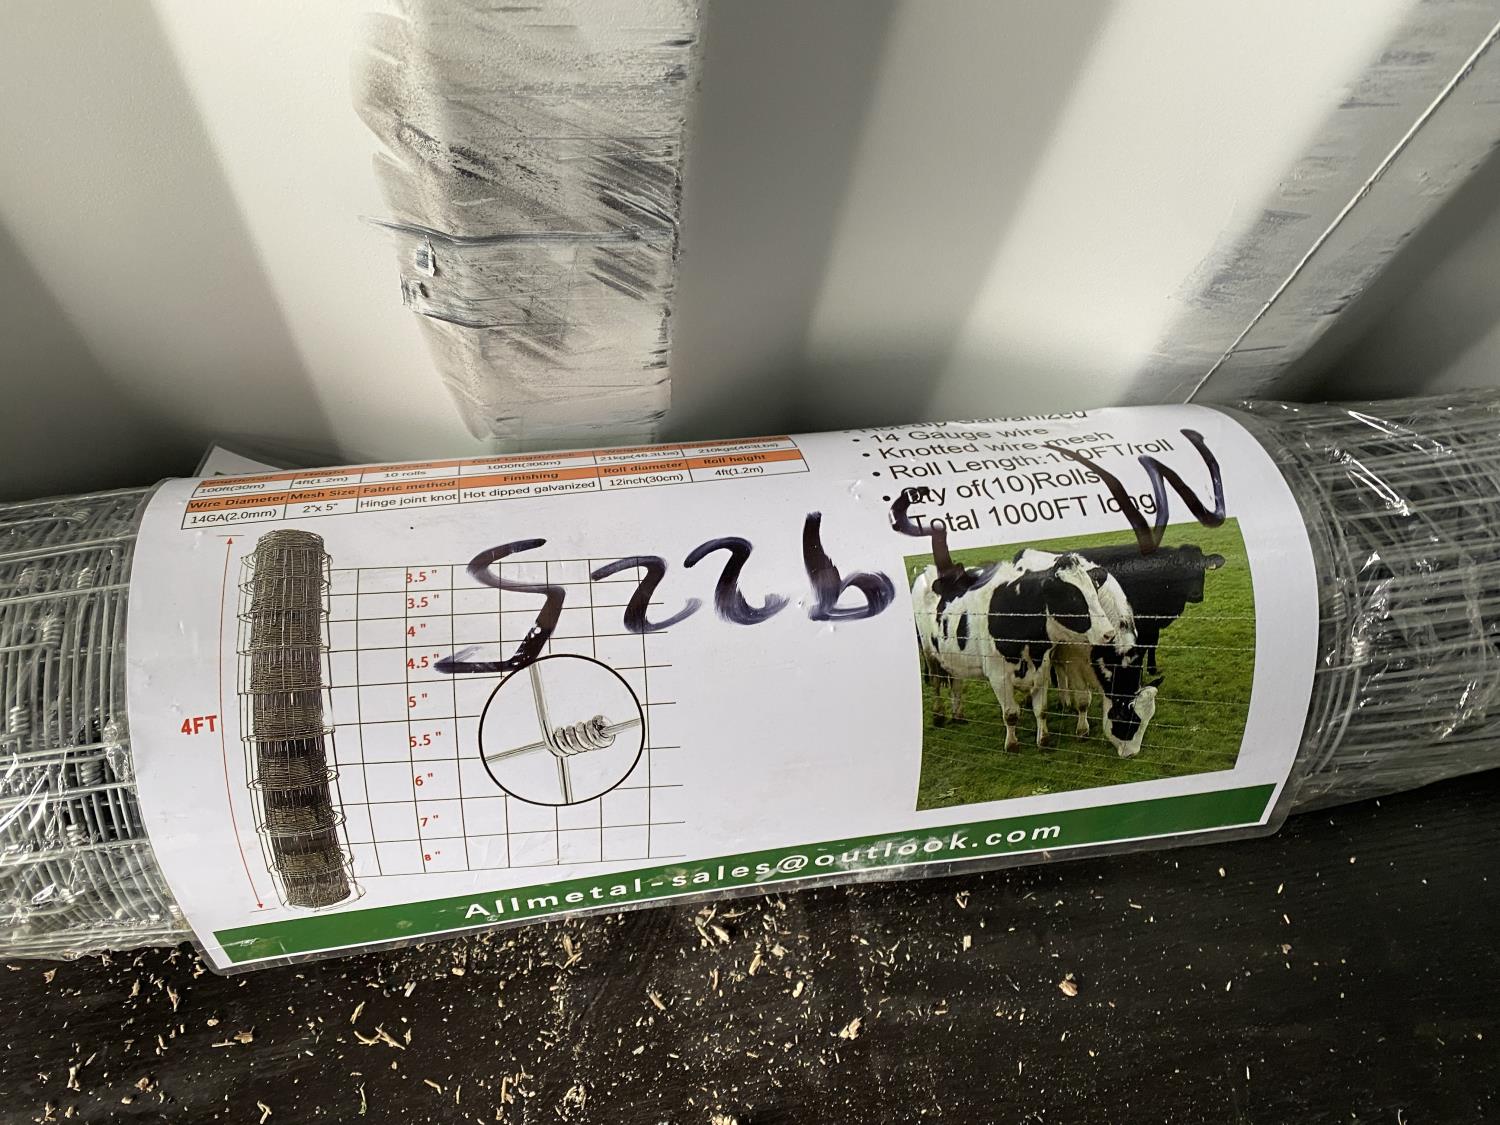 100ft(30m) 4ft(1.2m) 10 rolls 1000ft(300m) 21kgs(46.3Lbs) 210kgs(463Lbs)
Wire Diameter Mesh Size Fabric method Finishing Roll diameter Roll height
14GA(2.0mm) 2"x 5" Hinge joint knot Hot dipped galvanized 12inch(30cm) 4ft(1.2m)
• 14 Gauge wire
• Knotted wire mesh
• Roll Length:100FT/roll
• Qty of(10)Rolls
• Total 1000FT long
3.5 "
3.5 "
4 "
4.5 "
5 "
5.5 "
6 "
7 "
8 "
4FT
Allmetal-sales@outlook.com